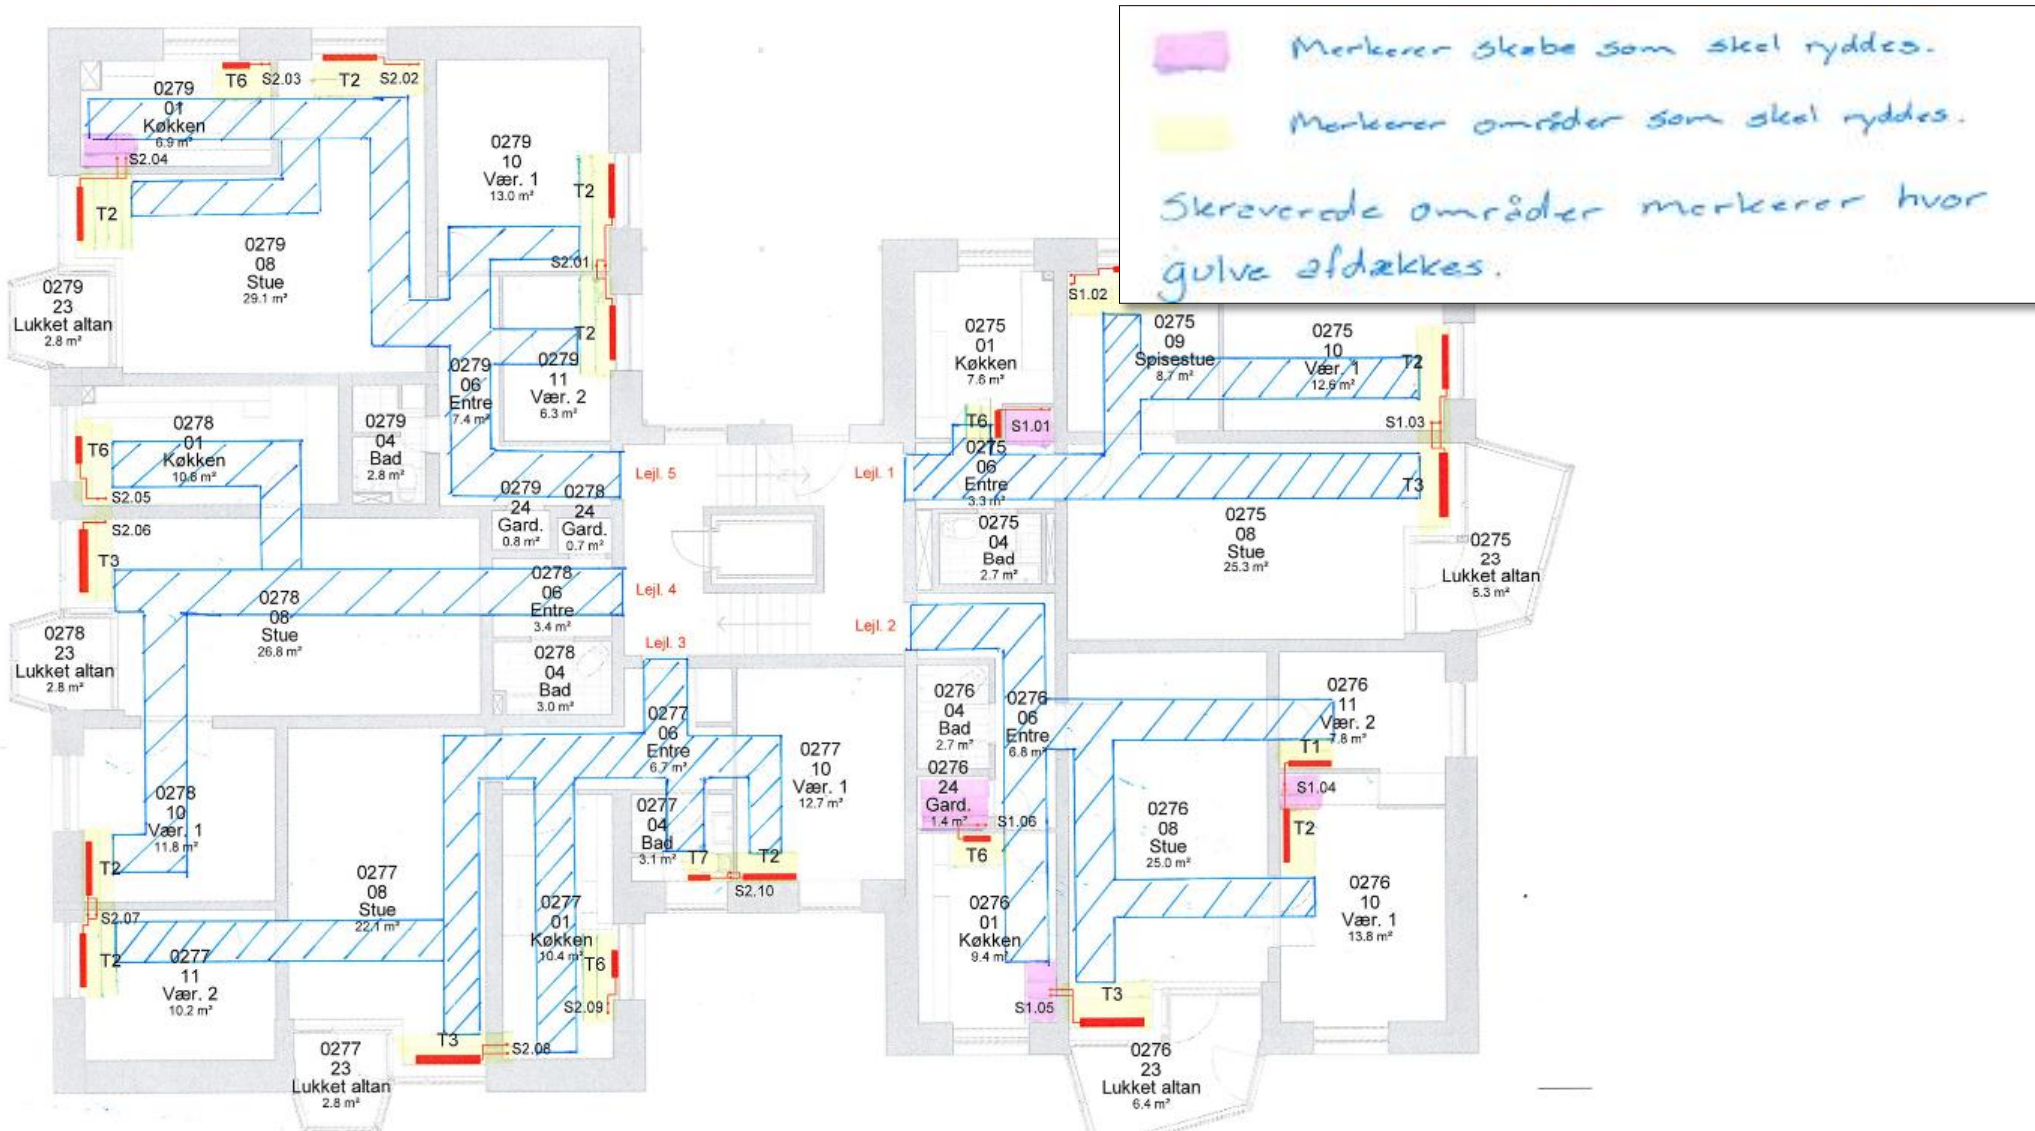 Merkerer skebe som skel ryddes.
Merkerer områder som skel ryddes.
Skreverede områder merkerer hvor
gulve afdækkes.
T6
S2.03
T2
S2.02
0279
01
Køkken
6.9 m²
S2.04
T2
0279
10
Vær. 1
13.0 m²
T2
0279
08
Stue
29.1 m²
S2.01
0279
23
Lukket altan
2.8 m²
T2
0279
06
Entre
7.4 m²
0279
11
Vær. 2
6.3 m²
0278
01
Køkken
10.6 m²
T6
S2.05
0279
04
Bad
2.8 m²
S2.06
T3
0279
24
Gard.
0.8 m²
0278
24
Gard.
0.7 m²
Lejl. 5
Lejl. 4
Lejl. 3
0278
06
Entre
3.4 m²
0278
08
Stue
26.8 m²
0278
23
Lukket altan
2.8 m²
0278
04
Bad
3.0 m²
0278
10
Vær. 1
11.8 m²
T2
S2.07
T2
0277
11
Vær. 2
10.2 m²
0277
08
Stue
22.1 m²
0277
06
Entre
6.7 m²
0277
10
Vær. 1
12.7 m²
0277
04
Bad
3.1 m²
T7
T2
S2.10
0277
01
Køkken
10.4 m²
T6
S2.09
T3
S2.08
0277
23
Lukket altan
2.8 m²
S1.02
0275
01
Køkken
7.6 m²
0275
09
Spisestue
8.7 m²
0275
10
Vær. 1
12.6 m²
T2
T6
S1.01
S1.03
Lejl. 1
0275
06
Entre
3.3 m²
T3
0275
04
Bad
2.7 m²
0275
08
Stue
25.3 m²
0275
23
Lukket altan
6.3 m²
Lejl. 2
0276
04
Bad
2.7 m²
0276
06
Entre
6.8 m²
0276
11
Vær. 2
7.8 m²
T1
S1.04
T2
0276
24
Gard.
1.4 m²
S1.06
T6
0276
08
Stue
25.0 m²
0276
10
Vær. 1
13.8 m²
0276
01
Køkken
9.4 m²
S1.05
T3
0276
23
Lukket altan
6.4 m²